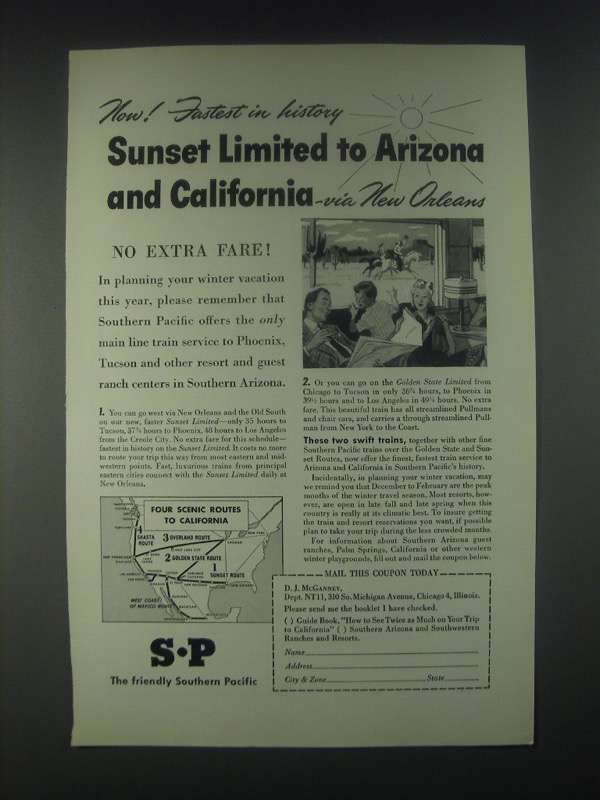 Now! Fastest in history
Sunset Limited to Arizona
and California – via New Orleans
NO EXTRA FARE!
In planning your winter vacation
this year, please remember that
Southern Pacific offers the only
main line train service to Phoenix,
Tucson and other resort and guest
ranch centers in Southern Arizona.
1. You can go west via New Orleans and the Old South
on our new, faster Sunset Limited—only 35 hours to
Tucson, 37¾ hours to Phoenix, 48 hours to Los Angeles
from the Creole City. No extra fare for this schedule—
fastest in history on the Sunset Limited. It costs no more
to route your trip this way from most eastern and mid-
western points. Fast, luxurious trains from principal
eastern cities connect with the Sunset Limited daily at
New Orleans.
2. Or you can go on the Golden State Limited from
Chicago to Tucson in only 36¾ hours, to Phoenix in
39½ hours and to Los Angeles in 49¼ hours. No extra
fare. This beautiful train has all streamlined Pullmans
and chair cars, and carries a through streamlined Pull-
man from New York to the Coast.
These two swift trains, together with other fine
Southern Pacific trains over the Golden State and Sun-
set Routes, now offer the finest, fastest train service to
Arizona and California in Southern Pacific's history.
Incidentally, in planning your winter vacation, may
we remind you that December to February are the peak
months of the winter travel season. Most resorts, how-
ever, are open in late fall and late spring when this
country is really at its climatic best. To insure getting
the train and resort reservations you want, if possible
plan to take your trip during the less crowded months.
For information about Southern Arizona guest
ranches, Palm Springs, California or other western
winter playgrounds, fill out and mail the coupon below.
FOUR SCENIC ROUTES
TO CALIFORNIA
4
SHASTA
ROUTE
3 OVERLAND ROUTE
2 GOLDEN STATE ROUTE
1
SUNSET ROUTE
WEST COAST
OF MEXICO ROUTE
S·P
The friendly Southern Pacific
MAIL THIS COUPON TODAY
D. J. McGanney,
Dept. NT11, 310 So. Michigan Avenue, Chicago 4, Illinois.
Please send me the booklet I have checked.
( ) Guide Book, "How to See Twice as Much on Your Trip
to California" ( ) Southern Arizona and Southwestern
Ranches and Resorts.
Name
Address
City & Zone State